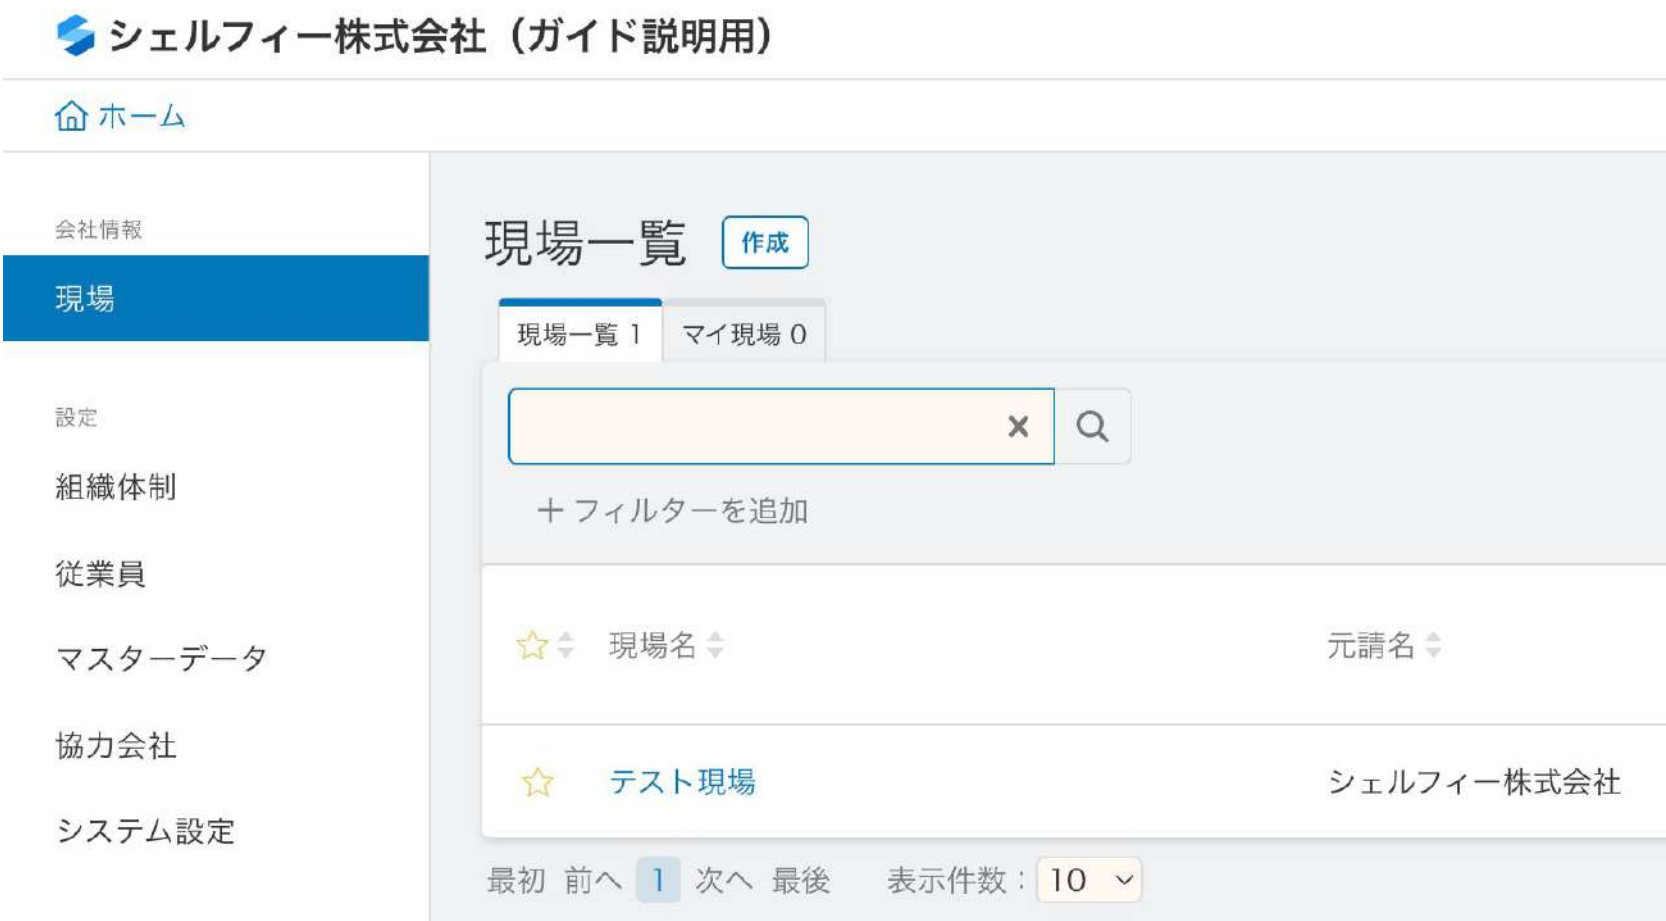 シェルフィー株式会社（ガイド説明用）
ホーム
会社情報
現場
設定
組織体制
従業員
マスターデータ
協力会社
システム設定
現場一覧 作成
現場一覧 1 マイ現場 0
＋フィルターを追加
現場名 元請名
テスト現場 シェルフィー株式会社
最初 前へ 1 次へ 最後 表示件数： 10